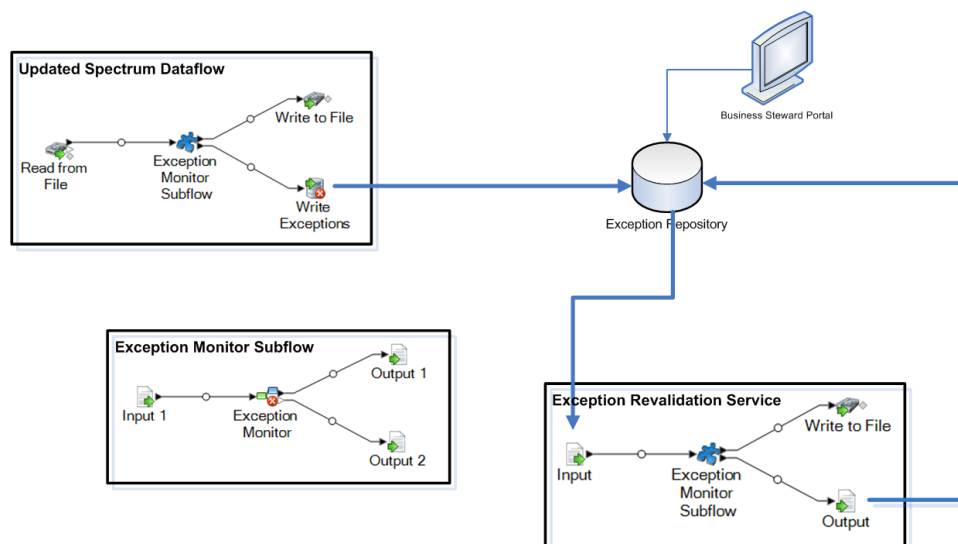 Updated Spectrum Dataflow
Write to File
Read from
File
Exception
Monitor
Subflow
Write
Exceptions
Business Steward Portal
Exception Repository
Exception Monitor Subflow
Input 1
Exception
Monitor
Output 1
Output 2
Exception Revalidation Service
Write to File
Input
Exception
Monitor
Subflow
Output